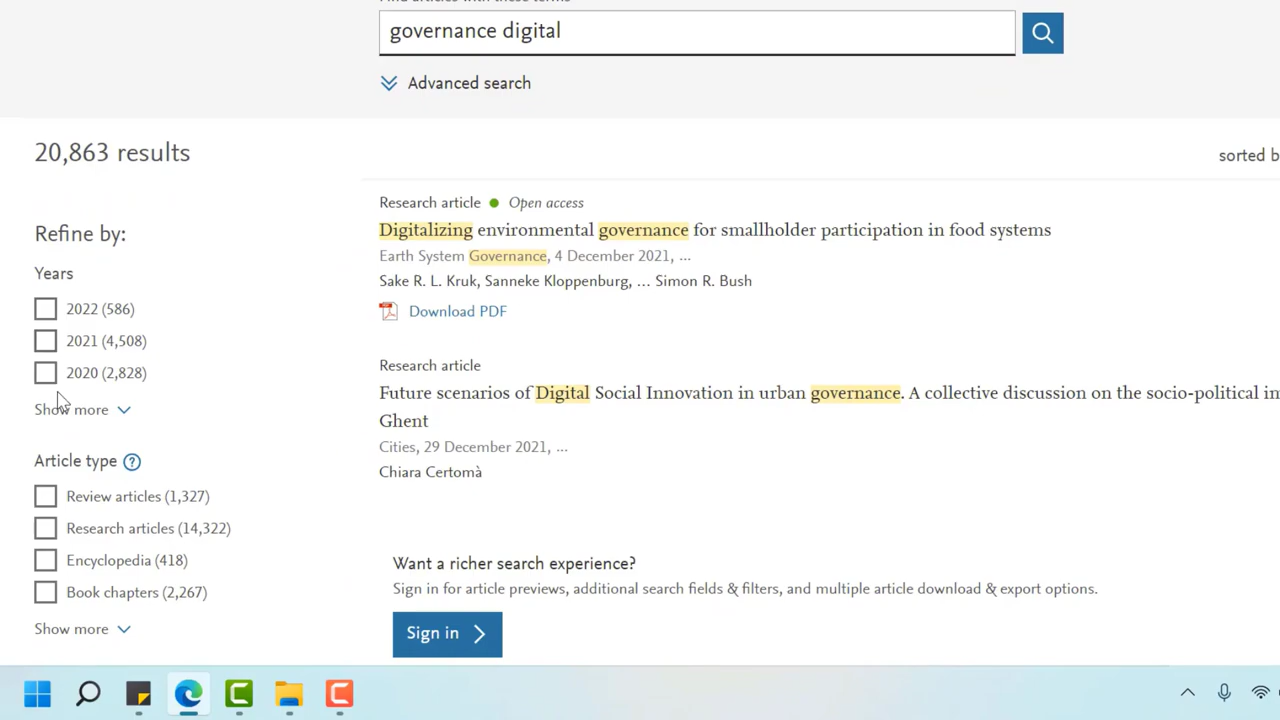 governance digital
Advanced search
20,863 results
sorted b
Refine by:
Years
2022 (586)
2021 (4,508)
2020 (2,828)
Show more
Article type ?
Review articles (1,327)
Research articles (14,322)
Encyclopedia (418)
Book chapters (2,267)
Show more
Research article Open access
Digitalizing environmental governance for smallholder participation in food systems
Earth System Governance, 4 December 2021, ...
Sake R. L. Kruk, Sanneke Kloppenburg, ... Simon R. Bush
Download PDF
Research article
Future scenarios of Digital Social Innovation in urban governance. A collective discussion on the socio-political im
Ghent
Cities, 29 December 2021, ...
Chiara Certomà
Want a richer search experience?
Sign in for article previews, additional search fields & filters, and multiple article download & export options.
Sign in